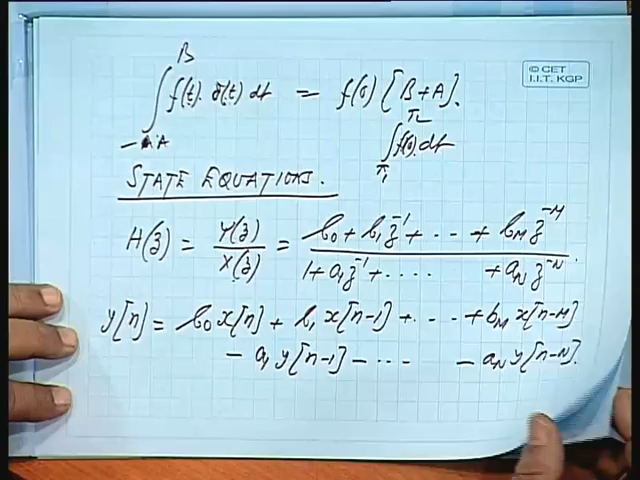 © CET
I.I.T. KGP
∫_{-A}^{B} f(t). δ(t) dt = f(0) [B+A].
∫_{T1}^{T2} f(0).dt
STATE EQUATIONS.
H(z) = Y(z)/X(z) = (b0 + b1 z^-1 + ... + bM z^-M) / (1 + a1 z^-1 + .... + aN z^-N).
y[n] = b0 x[n] + b1 x[n-1] + ... + bM x[n-M]
- a1 y[n-1] - ... - aN y[n-N].